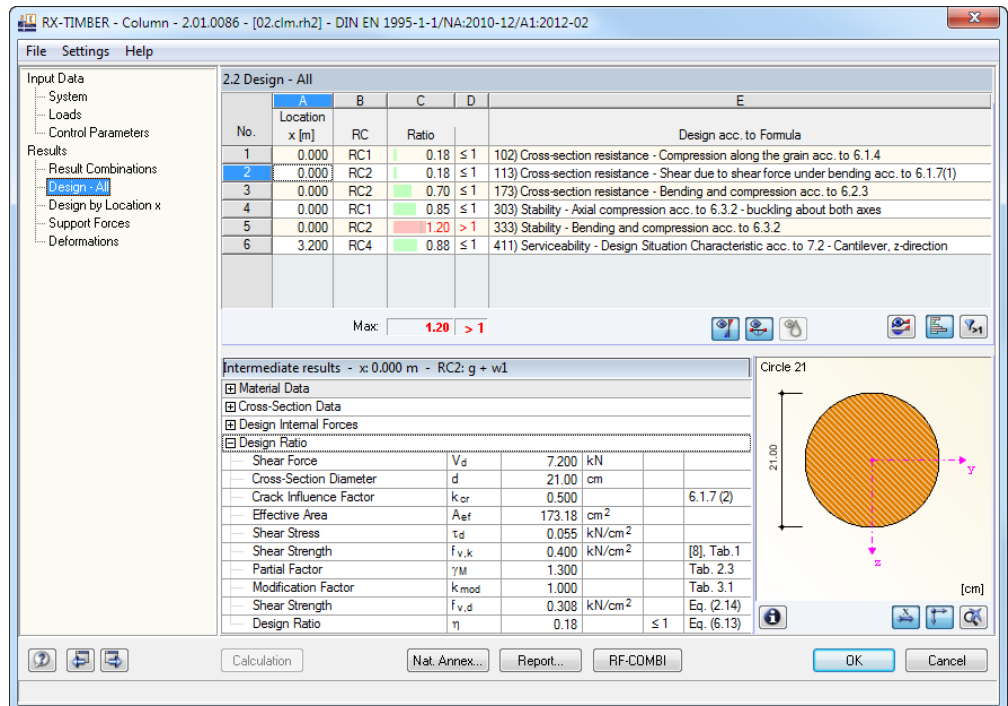 RX-TIMBER - Column - 2.01.0086 - [02.clm.rh2] - DIN EN 1995-1-1/NA:2010-12/A1:2012-02
File Settings Help
Input Data
System
Loads
Control Parameters
Results
Result Combinations
Design - All
Design by Location x
Support Forces
Deformations
2.2 Design - All
A B C D E
No. Location x [m] RC Ratio Design acc. to Formula
1 0.000 RC1 0.18 ≤ 1 102) Cross-section resistance - Compression along the grain acc. to 6.1.4
2 0.000 RC2 0.18 ≤ 1 113) Cross-section resistance - Shear due to shear force under bending acc. to 6.1.7(1)
3 0.000 RC2 0.70 ≤ 1 173) Cross-section resistance - Bending and compression acc. to 6.2.3
4 0.000 RC1 0.85 ≤ 1 303) Stability - Axial compression acc. to 6.3.2 - buckling about both axes
5 0.000 RC2 1.20 > 1 333) Stability - Bending and compression acc. to 6.3.2
6 3.200 RC4 0.88 ≤ 1 411) Serviceability - Design Situation Characteristic acc. to 7.2 - Cantilever, z-direction
Max: 1.20 > 1
>1
Intermediate results - x: 0.000 m - RC2: g + w1
Material Data
Cross-Section Data
Design Internal Forces
Design Ratio
Shear Force Vd 7.200 kN
Cross-Section Diameter d 21.00 cm
Crack Influence Factor kcr 0.500 6.1.7 (2)
Effective Area Aef 173.18 cm2
Shear Stress τd 0.055 kN/cm2
Shear Strength fv,k 0.400 kN/cm2 [8], Tab.1
Partial Factor γM 1.300 Tab. 2.3
Modification Factor kmod 1.000 Tab. 3.1
Shear Strength fv,d 0.308 kN/cm2 Eq. (2.14)
Design Ratio η 0.18 ≤ 1 Eq. (6.13)
Circle 21
21.00
y
z
[cm]
Calculation Nat. Annex... Report... RF-COMBI OK Cancel